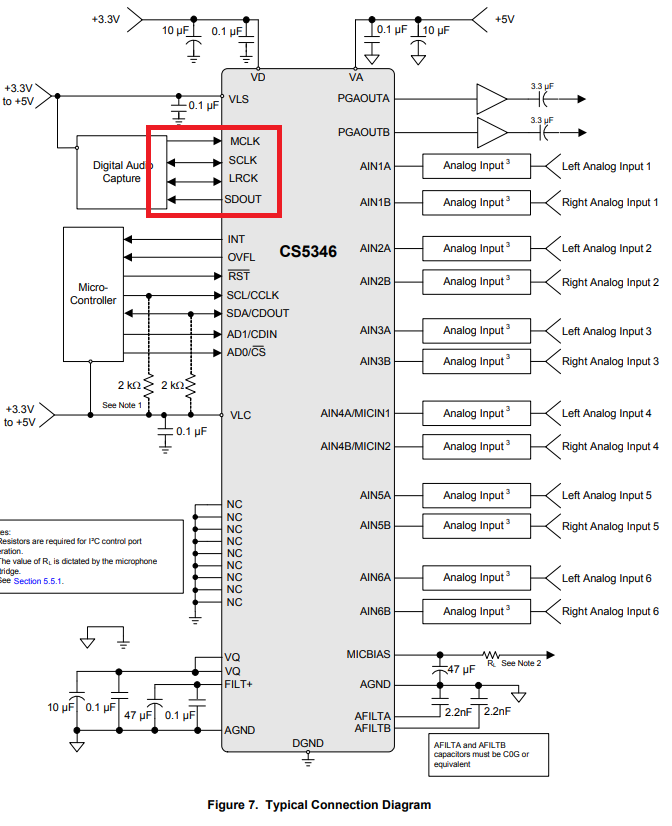 +3.3V
+5V
10 µF
0.1 µF
0.1 µF
10 µF
VD
VA
+3.3V
to +5V
VLS
0.1 µF
PGAOUTA
3.3 µF
PGAOUTB
3.3 µF
Digital Audio
Capture
MCLK
SCLK
LRCK
SDOUT
CS5346
AIN1A
Analog Input 3
Left Analog Input 1
AIN1B
Analog Input 3
Right Analog Input 1
AIN2A
Analog Input 3
Left Analog Input 2
AIN2B
Analog Input 3
Right Analog Input 2
AIN3A
Analog Input 3
Left Analog Input 3
AIN3B
Analog Input 3
Right Analog Input 3
AIN4A/MICIN1
Analog Input 3
Left Analog Input 4
AIN4B/MICIN2
Analog Input 3
Right Analog Input 4
AIN5A
Analog Input 3
Left Analog Input 5
AIN5B
Analog Input 3
Right Analog Input 5
AIN6A
Analog Input 3
Left Analog Input 6
AIN6B
Analog Input 3
Right Analog Input 6
Micro-
Controller
INT
OVFL
RST
SCL/CCLK
SDA/CDOUT
AD1/CDIN
AD0/CS
2 kΩ
2 kΩ
See Note 1
+3.3V
to +5V
VLC
0.1 µF
NC
NC
NC
NC
NC
NC
NC
NC
NC
es:
Resistors are required for I²C control port
eration.
The value of RL is dictated by the microphone
tridge.
See Section 5.5.1.
VQ
VQ
FILT+
10 µF
0.1 µF
47 µF
0.1 µF
AGND
DGND
MICBIAS
47 µF
RL
See Note 2
AGND
AFILTA
AFILTB
2.2nF
2.2nF
AFILTA and AFILTB
capacitors must be C0G or
equivalent
Figure 7. Typical Connection Diagram